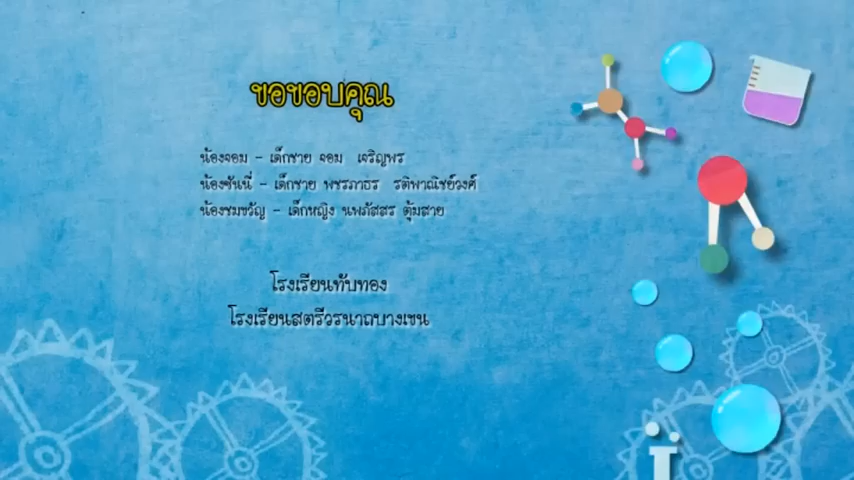 ขอขอบคุณ
น้องจอม - เด็กชาย จอม เจริญพร
น้องซันนี่ - เด็กชาย พชรภาธร รติพาณิชย์วงศ์
น้องชมขวัญ - เด็กหญิง นพภัสสร ตุ้มสาย
โรงเรียนทับทอง
โรงเรียนสตรีวรนาถบางเขน